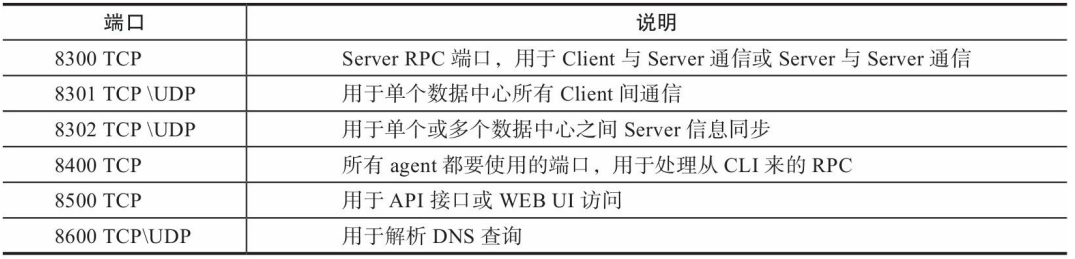 端口 说明
8300 TCP Server RPC 端口，用于 Client 与 Server 通信或 Server 与 Server 通信
8301 TCP \UDP 用于单个数据中心所有 Client 间通信
8302 TCP \UDP 用于单个或多个数据中心之间 Server 信息同步
8400 TCP 所有 agent 都要使用的端口，用于处理从 CLI 来的 RPC
8500 TCP 用于 API 接口或 WEB UI 访问
8600 TCP\UDP 用于解析 DNS 查询